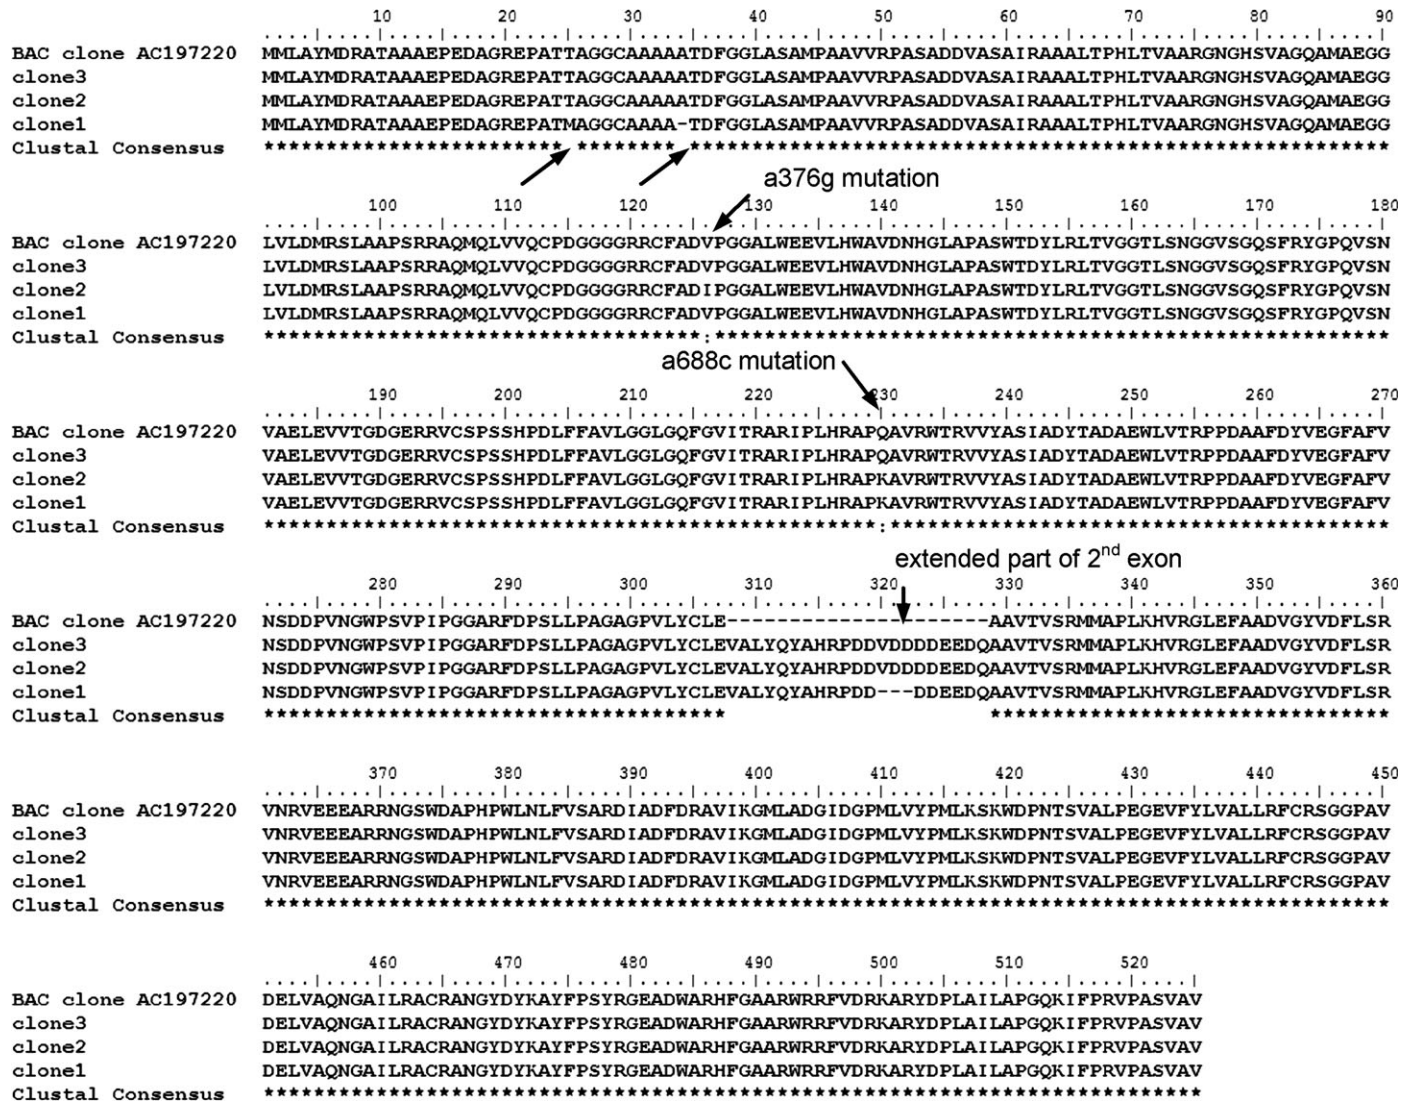 10 20 30 40 50 60 70 80 90
....|....|....|....|....|....|....|....|....|....|....|....|....|....|....|....|....|....|
BAC clone AC197220 MMLAYMDRATAAAEPEDAGREPATTAGGCAAAAATDFGGLASAMPAAVVRPASADDVASAIRAAALTPHLTVAARGNGHSVAGQAMAEGG
clone3 MMLAYMDRATAAAEPEDAGREPATTAGGCAAAAATDFGGLASAMPAAVVRPASADDVASAIRAAALTPHLTVAARGNGHSVAGQAMAEGG
clone2 MMLAYMDRATAAAEPEDAGREPATTAGGCAAAAATDFGGLASAMPAAVVRPASADDVASAIRAAALTPHLTVAARGNGHSVAGQAMAEGG
clone1 MMLAYMDRATAAAEPEDAGREPATMAGGCAAAA-TDFGGLASAMPAAVVRPASADDVASAIRAAALTPHLTVAARGNGHSVAGQAMAEGG
Clustal Consensus ************************ ******** ********************************************************
a376g mutation
100 110 120 130 140 150 160 170 180
....|....|....|....|....|....|....|....|....|....|....|....|....|....|....|....|....|....|
BAC clone AC197220 LVLDMRSLAAPSRRAQMQLVVQCPDGGGGRRCFADVPGGALWEEVLHWAVDNHGLAPASWTDYLRLTVGGTLSNGGVSGQSFRYGPQVSN
clone3 LVLDMRSLAAPSRRAQMQLVVQCPDGGGGRRCFADVPGGALWEEVLHWAVDNHGLAPASWTDYLRLTVGGTLSNGGVSGQSFRYGPQVSN
clone2 LVLDMRSLAAPSRRAQMQLVVQCPDGGGGRRCFADIPGGALWEEVLHWAVDNHGLAPASWTDYLRLTVGGTLSNGGVSGQSFRYGPQVSN
clone1 LVLDMRSLAAPSRRAQMQLVVQCPDGGGGRRCFADVPGGALWEEVLHWAVDNHGLAPASWTDYLRLTVGGTLSNGGVSGQSFRYGPQVSN
Clustal Consensus ***********************************:******************************************************
a688c mutation
190 200 210 220 230 240 250 260 270
....|....|....|....|....|....|....|....|....|....|....|....|....|....|....|....|....|....|
BAC clone AC197220 VAELEVVTGDGERRVCSPSSHPDLFFAVLGGLGQFGVITRARIPLHRAPQAVRWTRVVYASIADYTADAEWLVTRPPDAAFDYVEGFAFV
clone3 VAELEVVTGDGERRVCSPSSHPDLFFAVLGGLGQFGVITRARIPLHRAPQAVRWTRVVYASIADYTADAEWLVTRPPDAAFDYVEGFAFV
clone2 VAELEVVTGDGERRVCSPSSHPDLFFAVLGGLGQFGVITRARIPLHRAPKAVRWTRVVYASIADYTADAEWLVTRPPDAAFDYVEGFAFV
clone1 VAELEVVTGDGERRVCSPSSHPDLFFAVLGGLGQFGVITRARIPLHRAPKAVRWTRVVYASIADYTADAEWLVTRPPDAAFDYVEGFAFV
Clustal Consensus *************************************************:****************************************
extended part of 2nd exon
280 290 300 310 320 330 340 350 360
....|....|....|....|....|....|....|....|....|....|....|....|....|....|....|....|....|....|
BAC clone AC197220 NSDDPVNGWPSVPIPGGARFDPSLLPAGAGPVLYCLE---------------------AAVTVSRMMAPLKHVRGLEFAADVGYVDFLSR
clone3 NSDDPVNGWPSVPIPGGARFDPSLLPAGAGPVLYCLEVALYQYAHRPDDVDDDDEEDQAAVTVSRMMAPLKHVRGLEFAADVGYVDFLSR
clone2 NSDDPVNGWPSVPIPGGARFDPSLLPAGAGPVLYCLEVALYQYAHRPDDVDDDDEEDQAAVTVSRMMAPLKHVRGLEFAADVGYVDFLSR
clone1 NSDDPVNGWPSVPIPGGARFDPSLLPAGAGPVLYCLEVALYQYAHRPDD---DDEEDQAAVTVSRMMAPLKHVRGLEFAADVGYVDFLSR
Clustal Consensus *************************************                     ********************************
370 380 390 400 410 420 430 440 450
....|....|....|....|....|....|....|....|....|....|....|....|....|....|....|....|....|....|
BAC clone AC197220 VNRVEEEARRNGSWDAPHPWLNLFVSARDIADFDRAVIKGMLADGIDGPMLVYPMLKSKWDPNTSVALPEGEVFYLVALLRFCRSGGPAV
clone3 VNRVEEEARRNGSWDAPHPWLNLFVSARDIADFDRAVIKGMLADGIDGPMLVYPMLKSKWDPNTSVALPEGEVFYLVALLRFCRSGGPAV
clone2 VNRVEEEARRNGSWDAPHPWLNLFVSARDIADFDRAVIKGMLADGIDGPMLVYPMLKSKWDPNTSVALPEGEVFYLVALLRFCRSGGPAV
clone1 VNRVEEEARRNGSWDAPHPWLNLFVSARDIADFDRAVIKGMLADGIDGPMLVYPMLKSKWDPNTSVALPEGEVFYLVALLRFCRSGGPAV
Clustal Consensus ******************************************************************************************
460 470 480 490 500 510 520
....|....|....|....|....|....|....|....|....|....|....|....|....|....|....|
BAC clone AC197220 DELVAQNGAILRACRANGYDYKAYFPSYRGEADWARHFGAARWRRFVDRKARYDPLAILAPGQKIFPRVPASVAV
clone3 DELVAQNGAILRACRANGYDYKAYFPSYRGEADWARHFGAARWRRFVDRKARYDPLAILAPGQKIFPRVPASVAV
clone2 DELVAQNGAILRACRANGYDYKAYFPSYRGEADWARHFGAARWRRFVDRKARYDPLAILAPGQKIFPRVPASVAV
clone1 DELVAQNGAILRACRANGYDYKAYFPSYRGEADWARHFGAARWRRFVDRKARYDPLAILAPGQKIFPRVPASVAV
Clustal Consensus ***************************************************************************